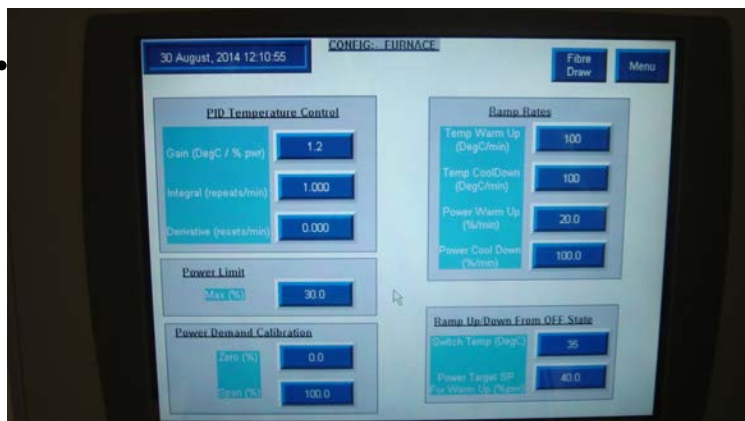 30 August, 2014 12:10:55
CONFIG:- FURNACE
Fibre
Draw
Menu
PID Temperature Control
Gain (DegC / % pwr)
1.2
Integral (repeats/min)
1.000
Derivative (resets/min)
0.000
Power Limit
Max (%)
30.0
Power Demand Calibration
Zero (%)
0.0
Span (%)
100.0
Ramp Rates
Temp Warm Up
(DegC/min)
100
Temp CoolDown
(DegC/min)
100
Power Warm Up
(%/min)
20.0
Power Cool Down
(%/min)
100.0
Ramp Up/Down From OFF State
Switch Temp (DegC)
35
Power Target SP
For Warm Up (%pwr)
40.0